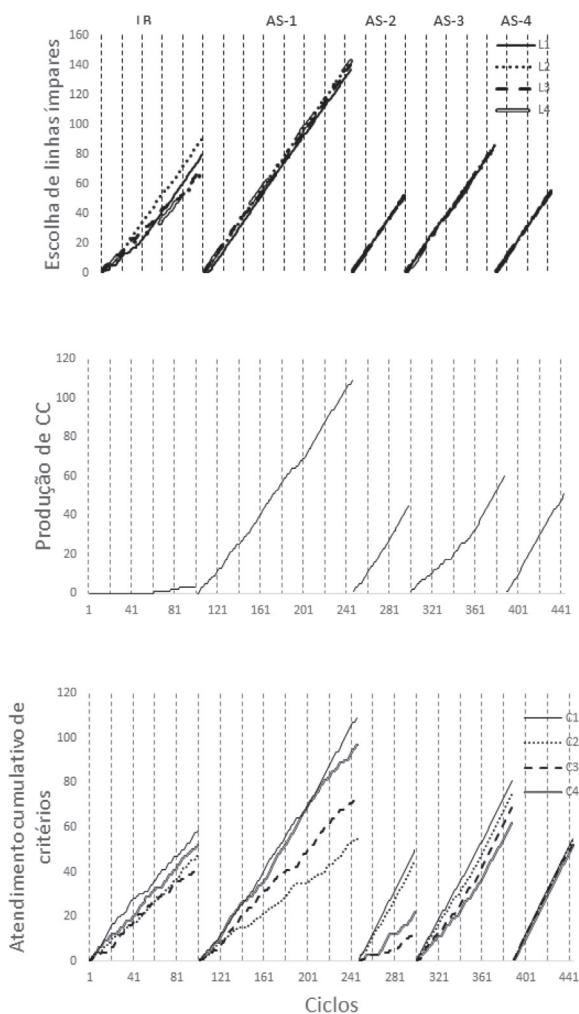 LB AS-1 AS-2 AS-3 AS-4
Escolha de linhas ímpares
160
140
120
100
80
60
40
20
0
L1
L2
L3
L4
Produção de CC
120
100
80
60
40
20
0
1 41 81 121 161 201 241 281 321 361 401 441
Atendimento cumulativo de
critérios
120
100
80
60
40
20
0
C1
C2
C3
C4
1 41 81 121 161 201 241 281 321 361 401 441
Ciclos